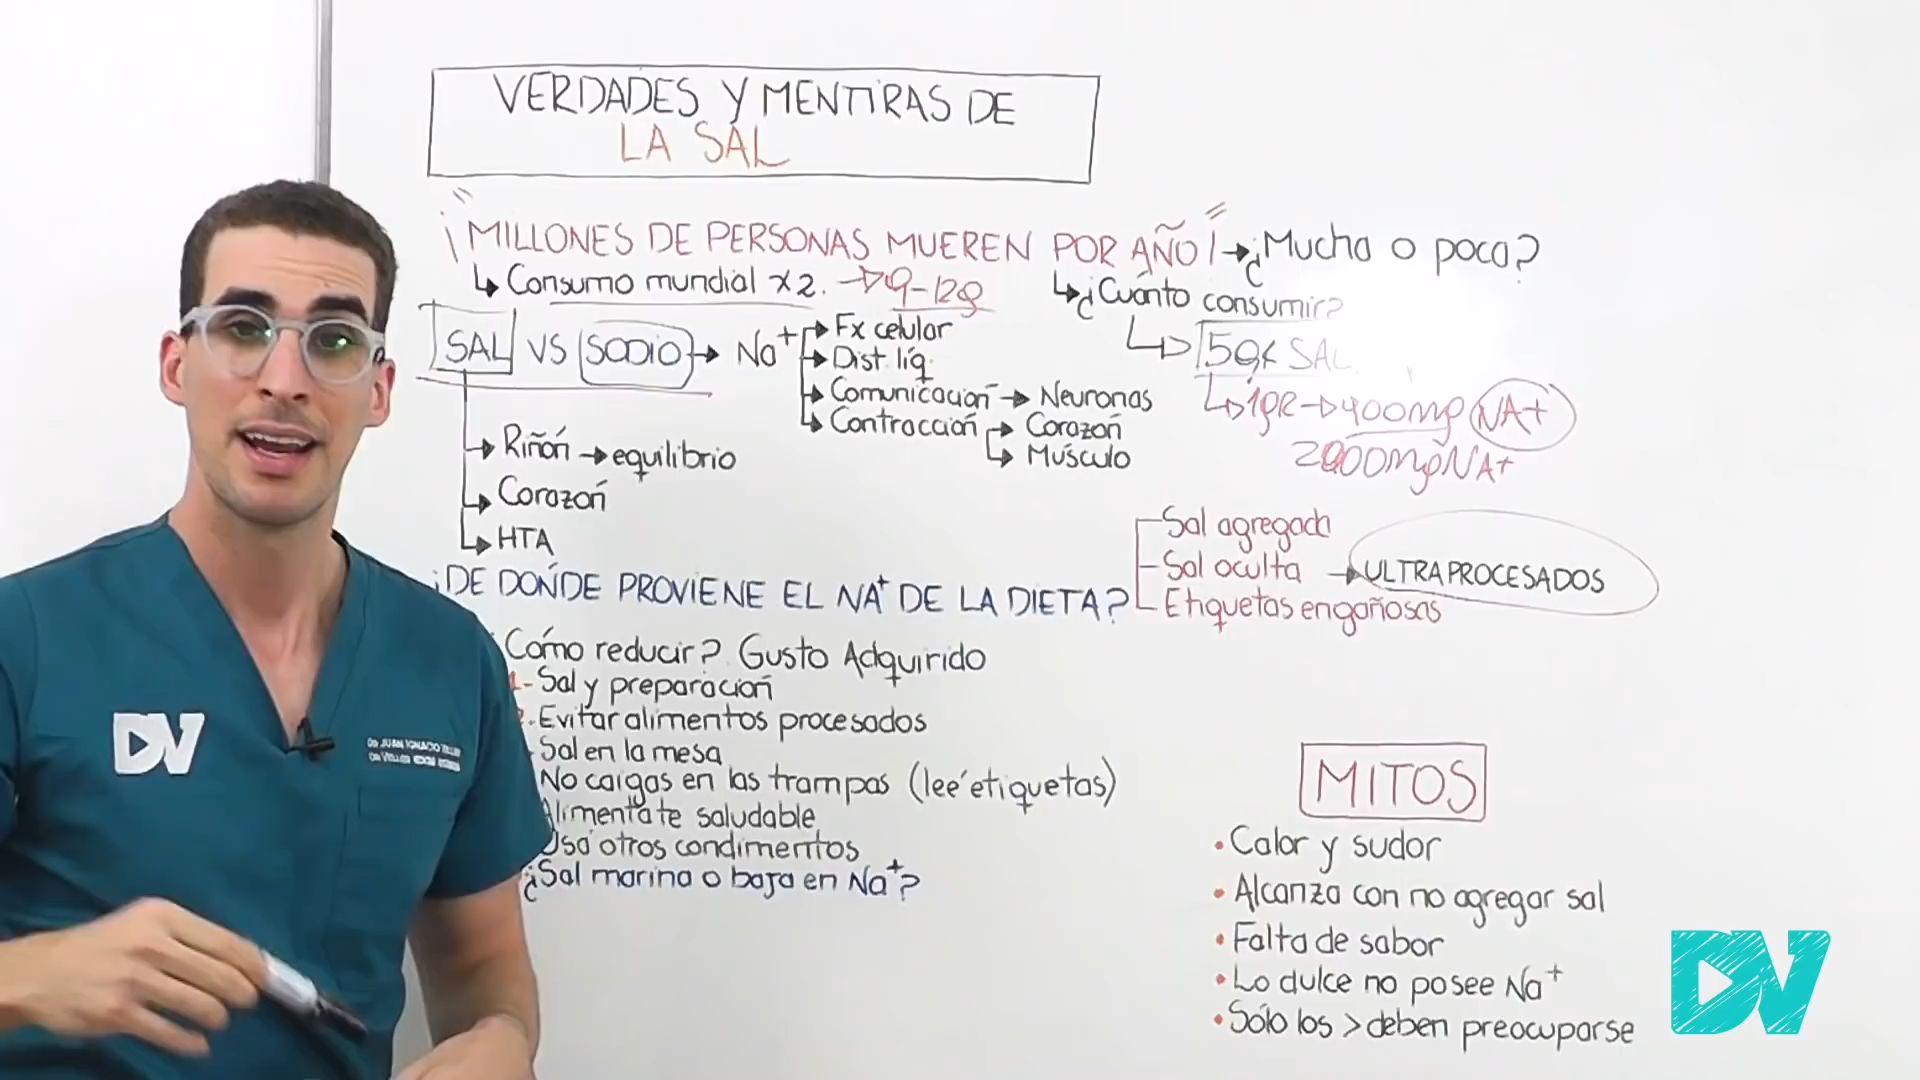 VERDADES Y MENTIRAS DE
LA SAL
¡MILLONES DE PERSONAS MUEREN POR AÑO! → ¿Mucha o poca?
Consumo mundial x2. → 9-12g
¿Cuánto consumir?
5gr SAL
1gR → 400mg NA+
2000mg NA+
SAL VS SODIO → Na+
Fx celular
Dist. líq.
Comunicación → Neuronas
Contracción
Corazón
Músculo
Riñón → equilibrio
Corazón
HTA
¿DE DONDE PROVIENE EL NA+ DE LA DIETA?
Sal agregada
Sal oculta → ULTRAPROCESADOS
Etiquetas engañosas
Cómo reducir? Gusto Adquirido
- Sal y preparación
. Evitar alimentos procesados
Sal en la mesa
No caigas en las trampas (leé etiquetas)
Alimentate saludable
Usá otros condimentos
¿Sal marina o baja en Na+?
MITOS
• Calor y sudor
• Alcanza con no agregar sal
• Falta de sabor
• Lo dulce no posee Na+
• Sólo los > deben preocuparse
DV
Dr. JUAN IGNACIO
DV